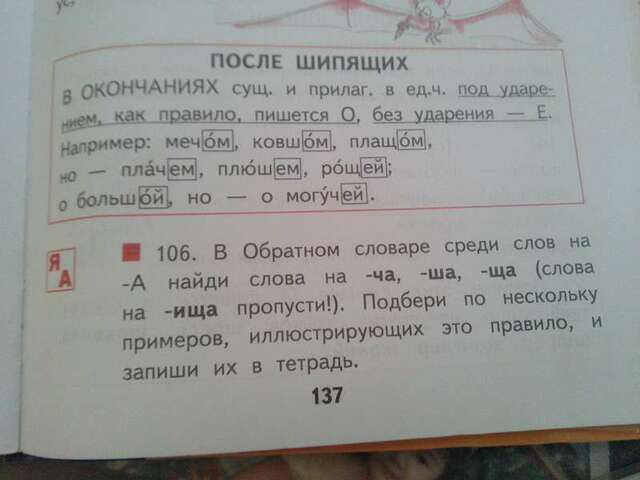 ус,
ПОСЛЕ ШИПЯЩИХ
В ОКОНЧАНИЯХ сущ. и прилаг. в ед.ч. под ударе-
нием, как правило, пишется О, без ударения — Е.
Например: мечо́м, ковшо́м, плащо́м,
но — пла́чем, плю́шем, ро́щей;
о большо́й, но — о могу́чей.
ЯА
106. В Обратном словаре среди слов на
-А найди слова на -ча, -ша, -ща (слова
на -ища пропусти!). Подбери по нескольку
примеров, иллюстрирующих это правило, и
запиши их в тетрадь.
137